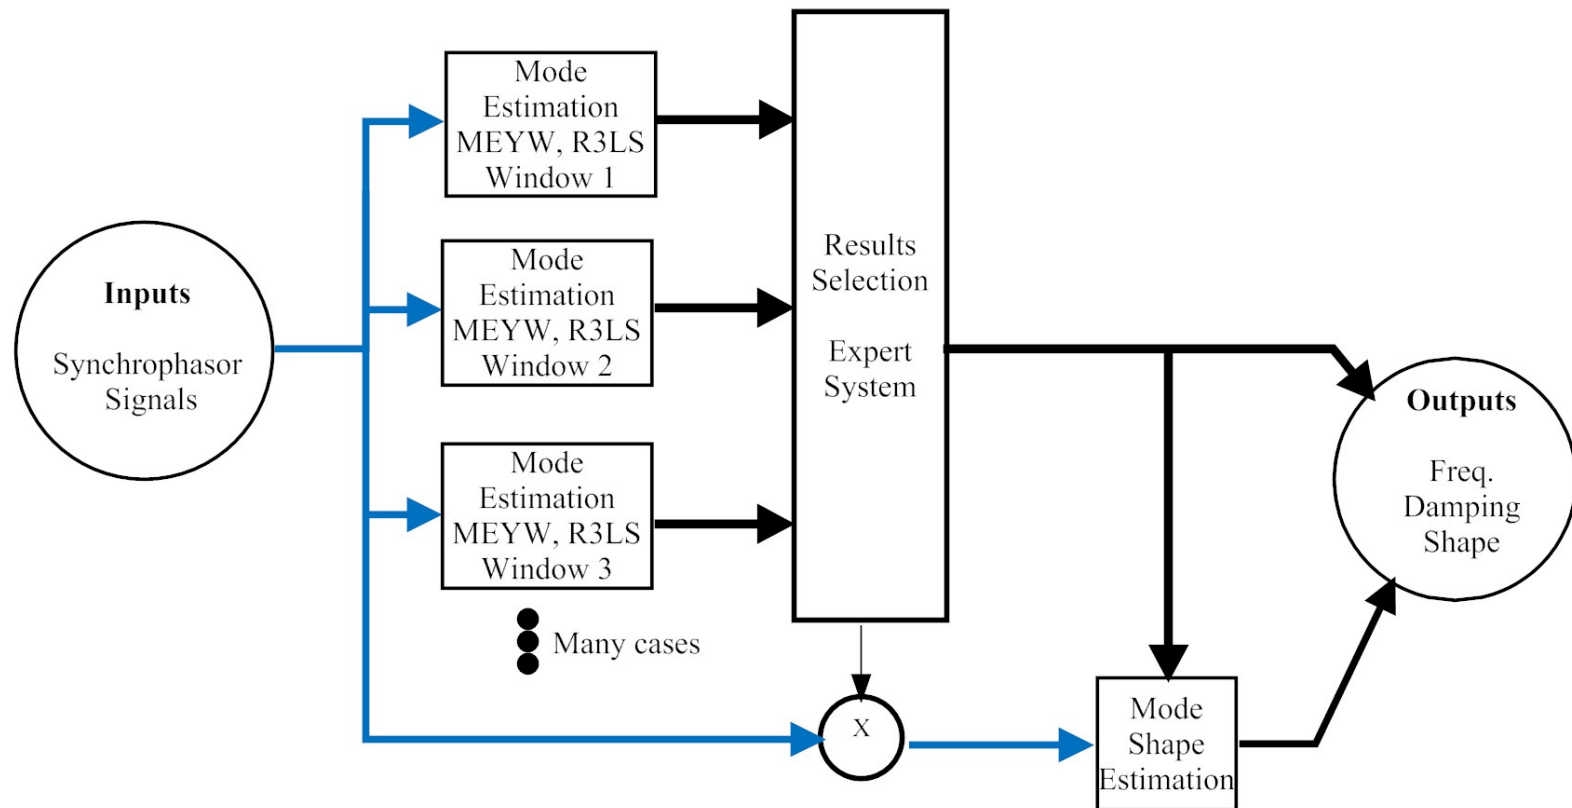 Inputs
Synchrophasor
Signals
Mode
Estimation
MEYW, R3LS
Window 1
Mode
Estimation
MEYW, R3LS
Window 2
Mode
Estimation
MEYW, R3LS
Window 3
Many cases
Results
Selection
Expert
System
X
Mode
Shape
Estimation
Outputs
Freq.
Damping
Shape